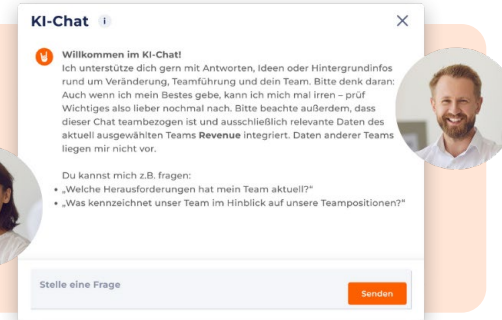 KI-Chat i
Willkommen im KI-Chat!
Ich unterstütze dich gern mit Antworten, Ideen oder Hintergrundinfos
rund um Veränderung, Teamführung und dein Team. Bitte denk daran:
Auch wenn ich mein Bestes gebe, kann ich mich mal irren – prüf
Wichtiges also lieber nochmal nach. Bitte beachte außerdem, dass
dieser Chat teambezogen ist und ausschließlich relevante Daten des
aktuell ausgewählten Teams Revenue integriert. Daten anderer Teams
liegen mir nicht vor.
Du kannst mich z.B. fragen:
• „Welche Herausforderungen hat mein Team aktuell?“
• „Was kennzeichnet unser Team im Hinblick auf unsere Teampositionen?“
Stelle eine Frage
Senden